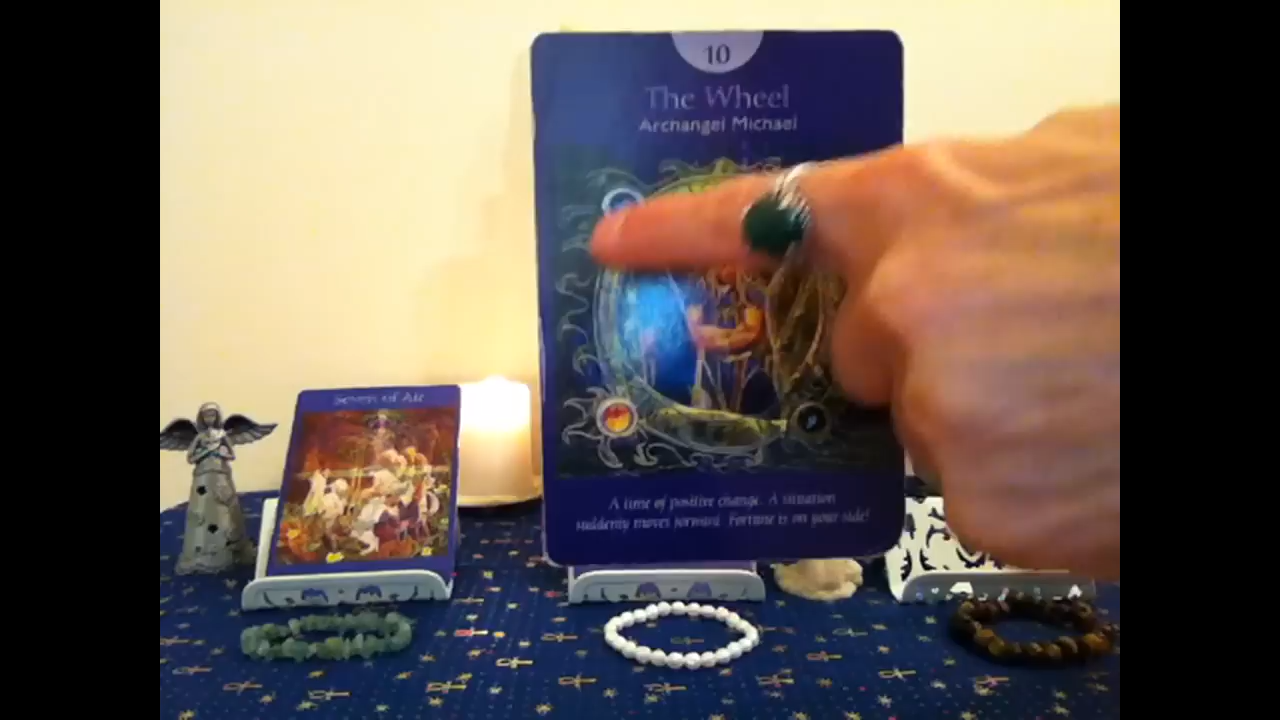 10
The Wheel
Archangel Michael
A time of positive change. A situation
suddenly moves forward. Fortune is on your side!
of Air